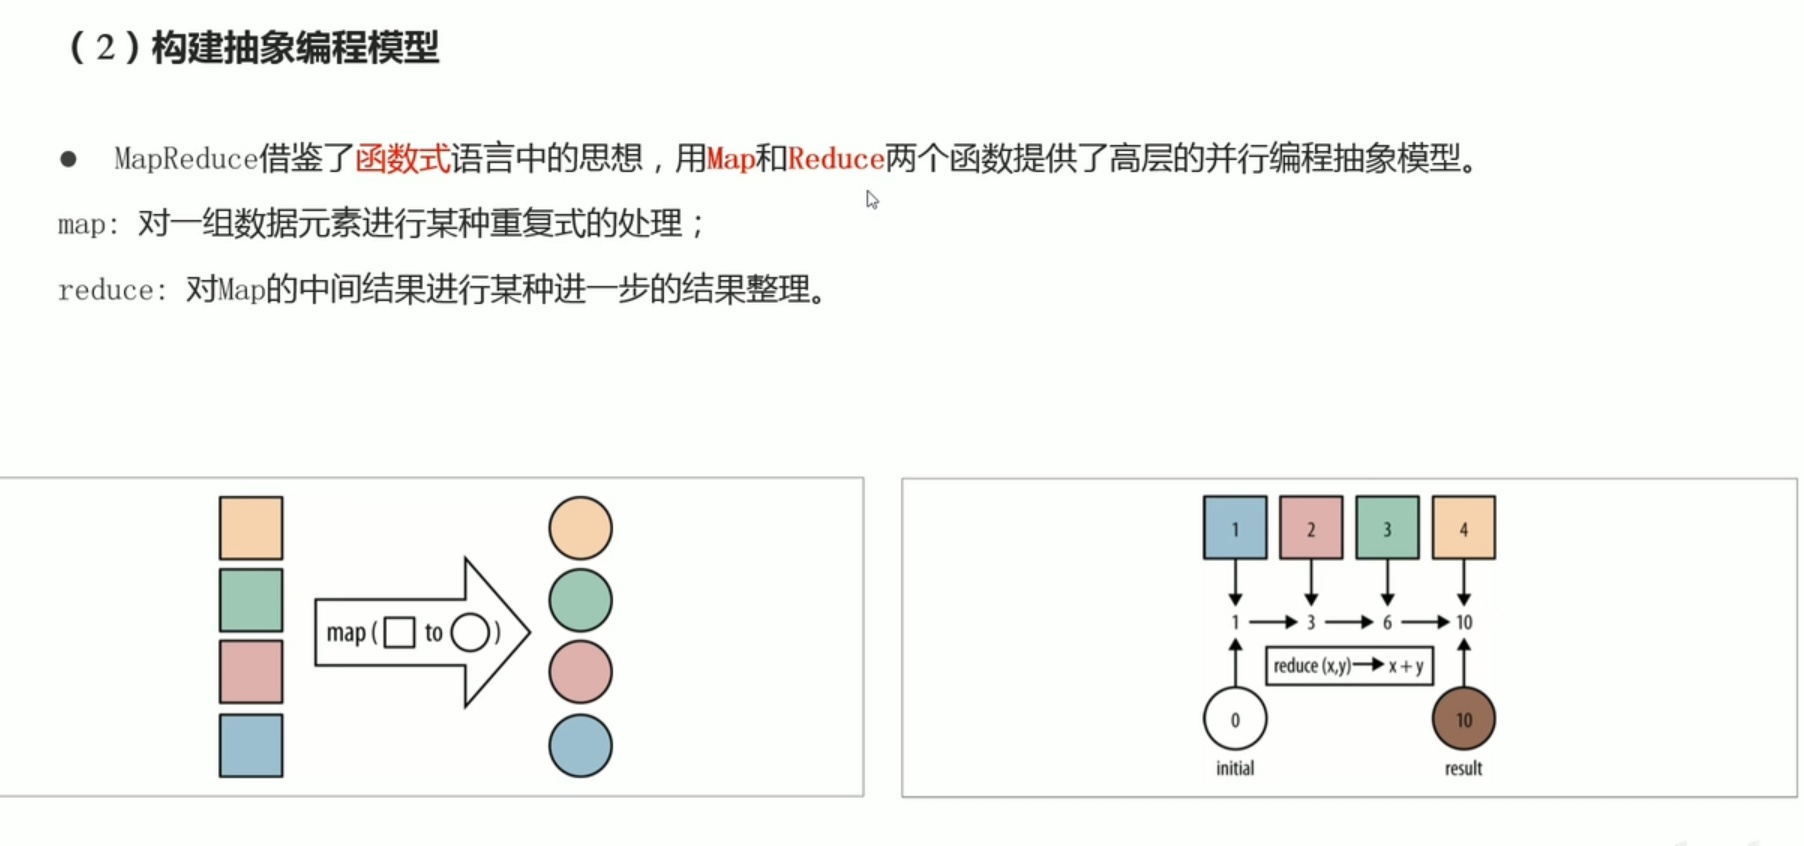 （2）构建抽象编程模型
● MapReduce借鉴了函数式语言中的思想，用Map和Reduce两个函数提供了高层的并行编程抽象模型。
map: 对一组数据元素进行某种重复式的处理；
reduce: 对Map的中间结果进行某种进一步的结果整理。
map ( to )
1 2 3 4
1 3 6 10
reduce (x,y) → x + y
0 10
initial result